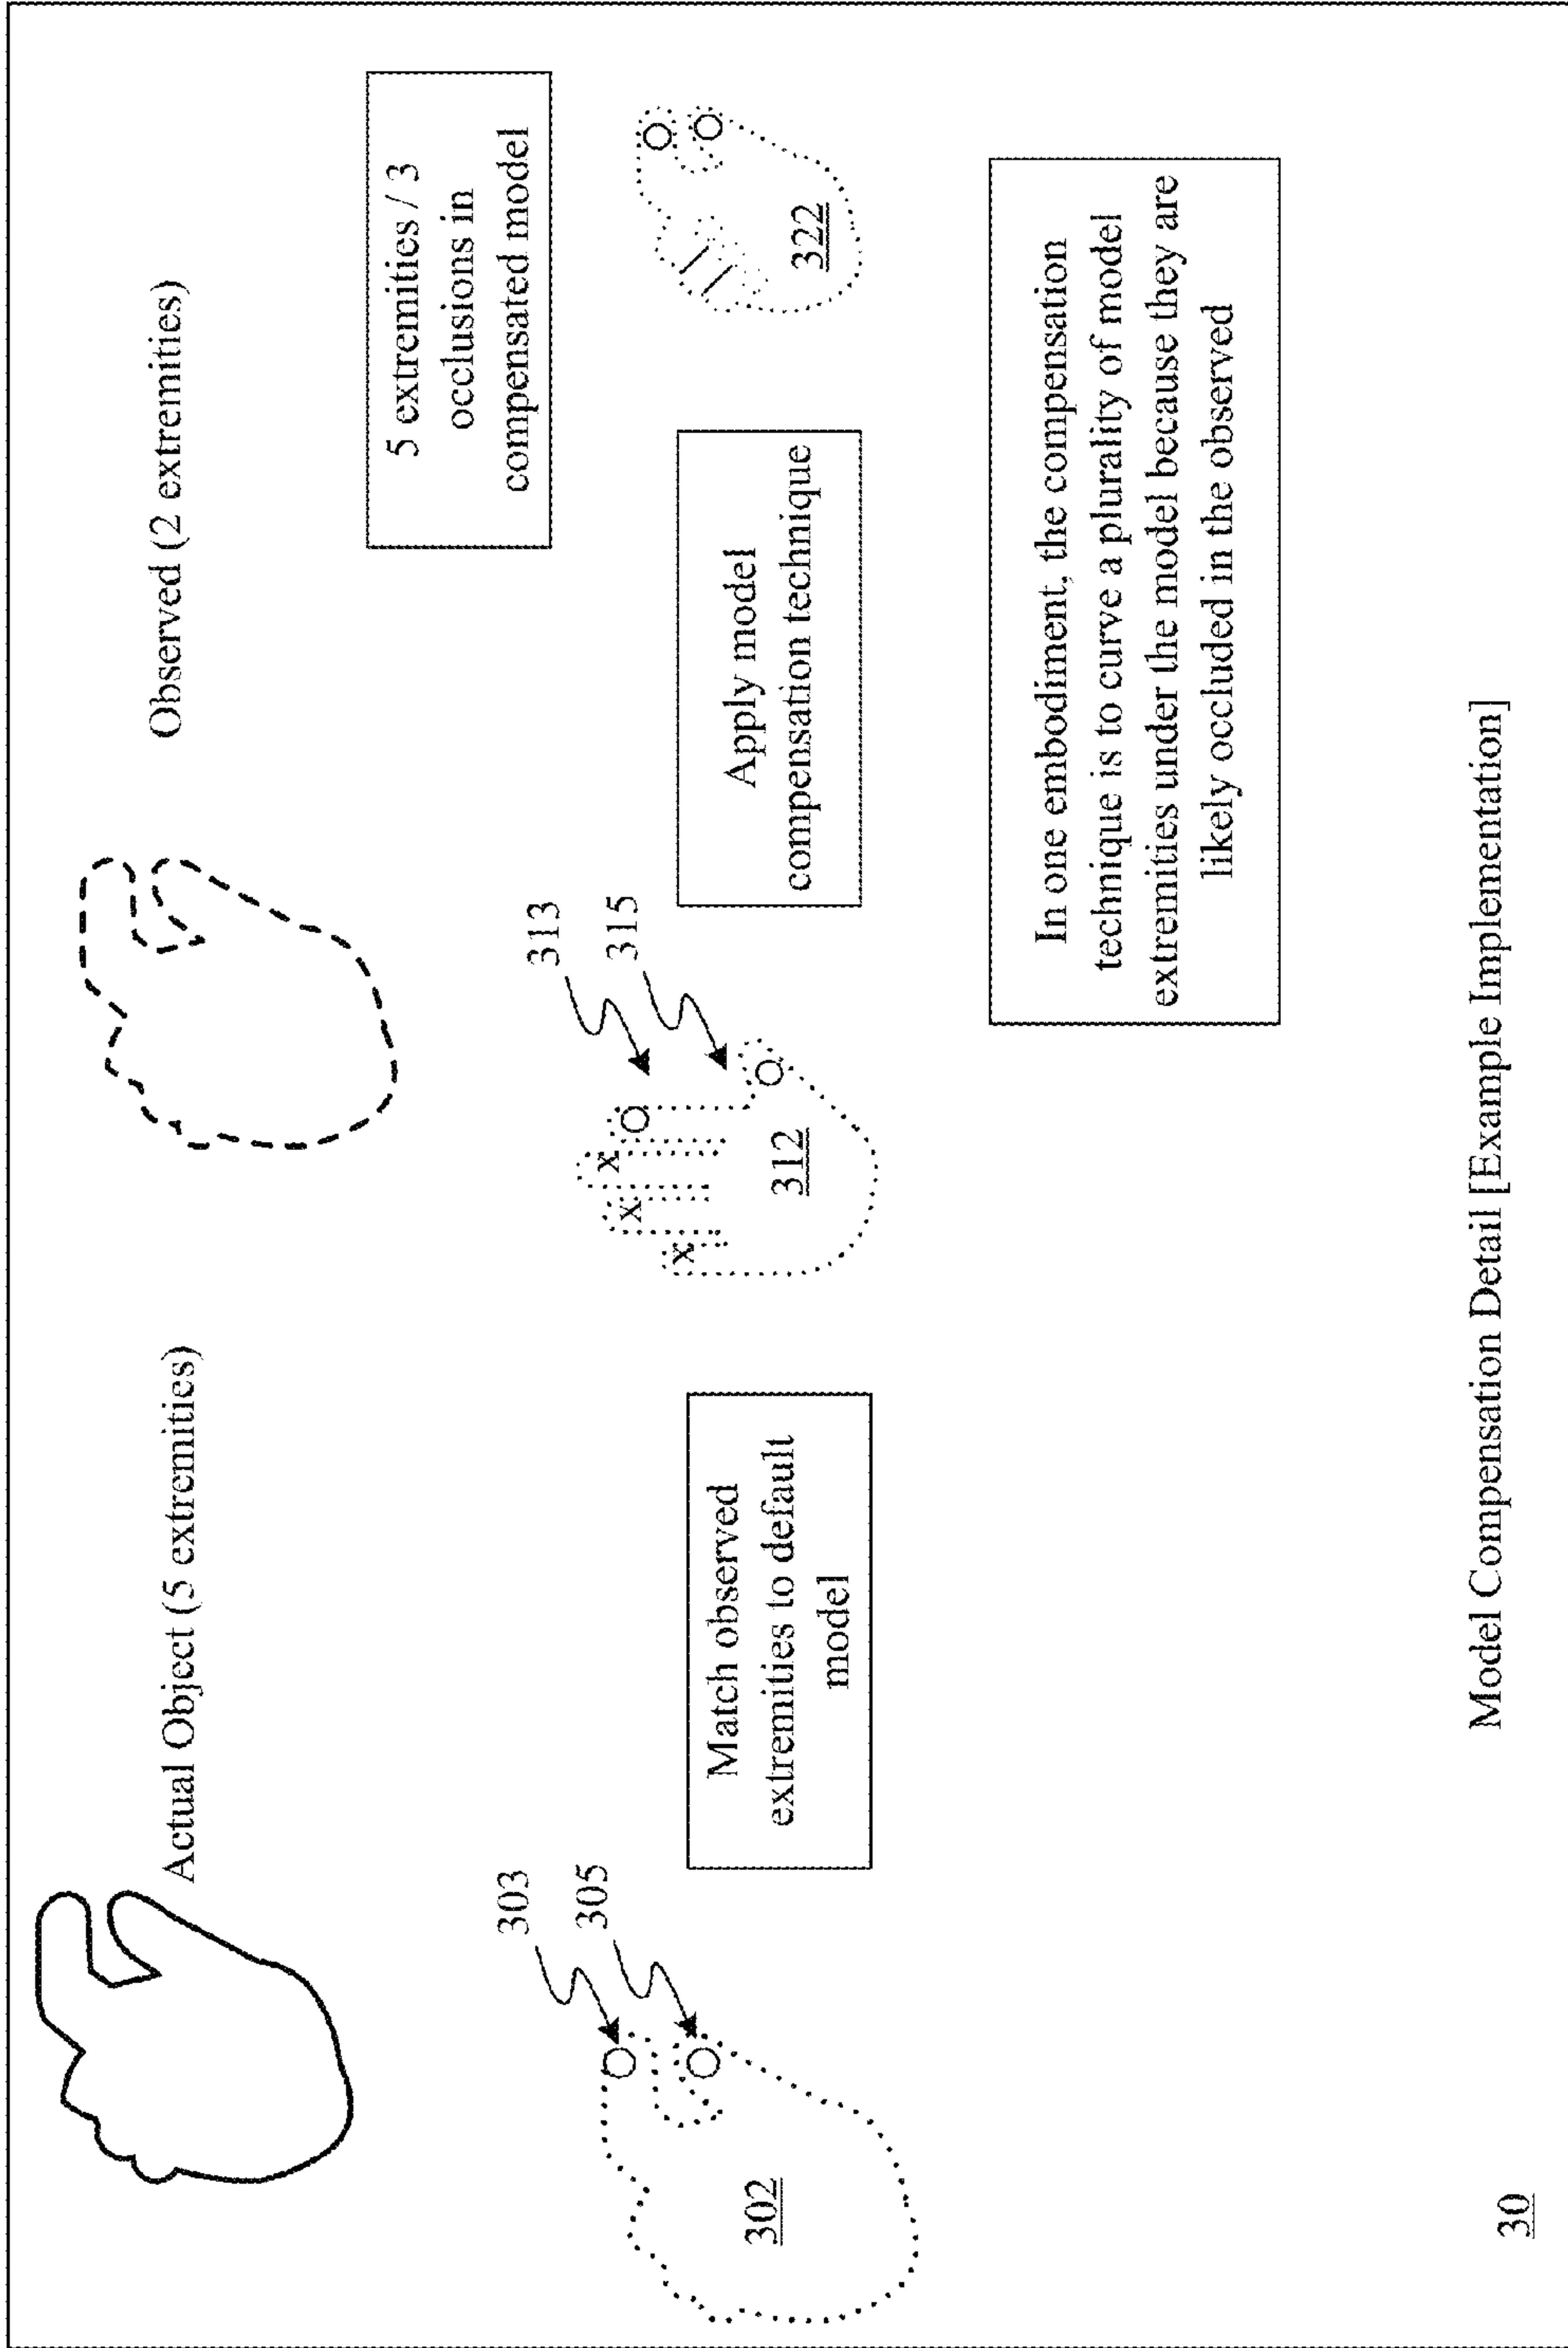 Actual Object (5 extremities)
Observed (2 extremities)
5 extremities / 3
occlusions in
compensated model
303
305
302
Match observed
extremities to default
model
x
x
x
313
315
312
Apply model
compensation technique
322
In one embodiment, the compensation
technique is to curve a plurality of model
extremities under the model because they are
likely occluded in the observed
30
Model Compensation Detail [Example Implementation]